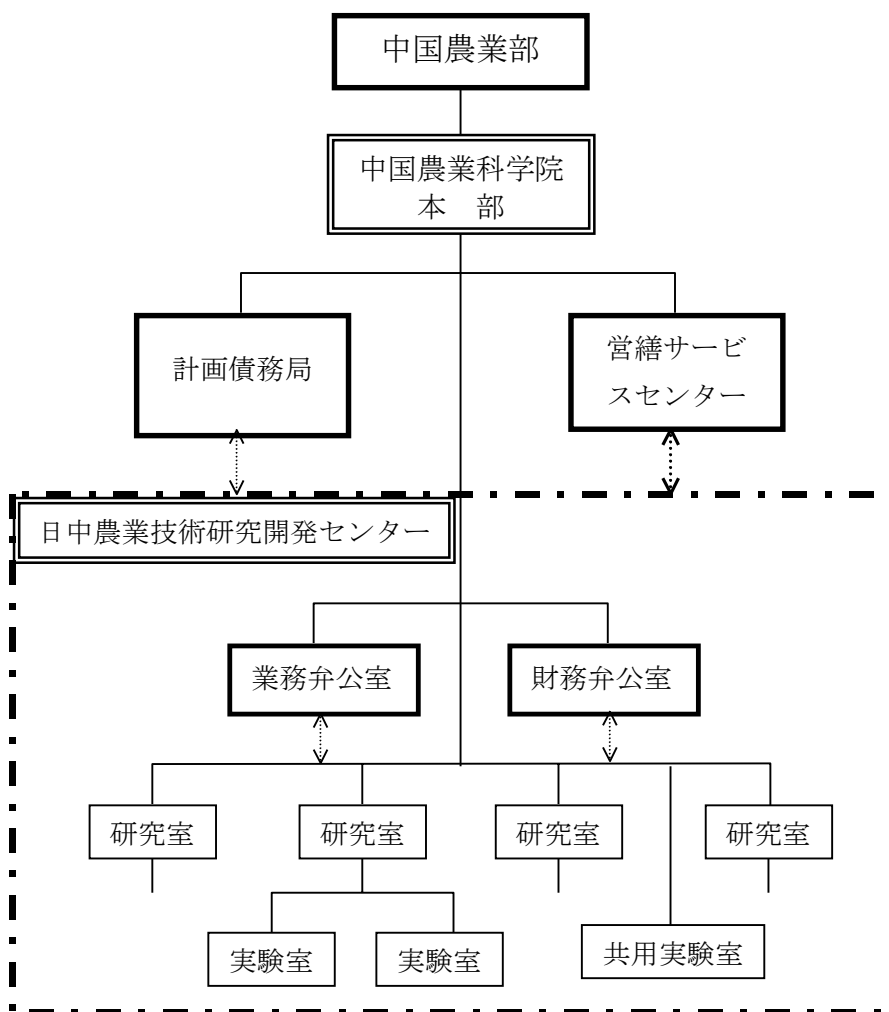 中国農業部
中国農業科学院
本　部
計画債務局
営繕サービ
スセンター
日中農業技術研究開発センター
業務弁公室
財務弁公室
研究室
研究室
研究室
研究室
実験室
実験室
共用実験室